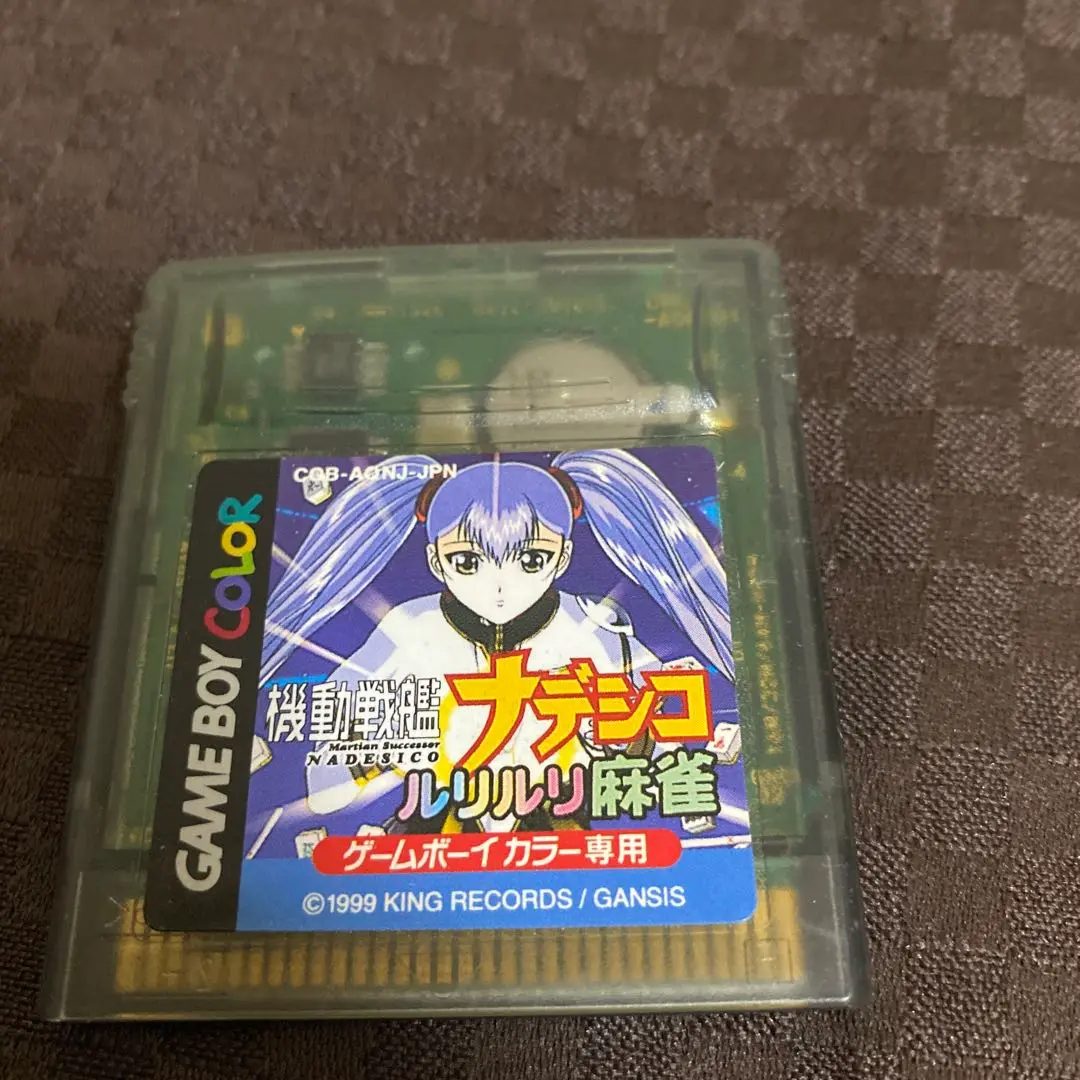 CGB-AQNJ-JPN
GAME BOY COLOR
機動戦艦
ナデシコ
Martian Successor
NADESICO
ルリルリ麻雀
ゲームボーイカラー専用
©1999 KING RECORDS / GANSIS